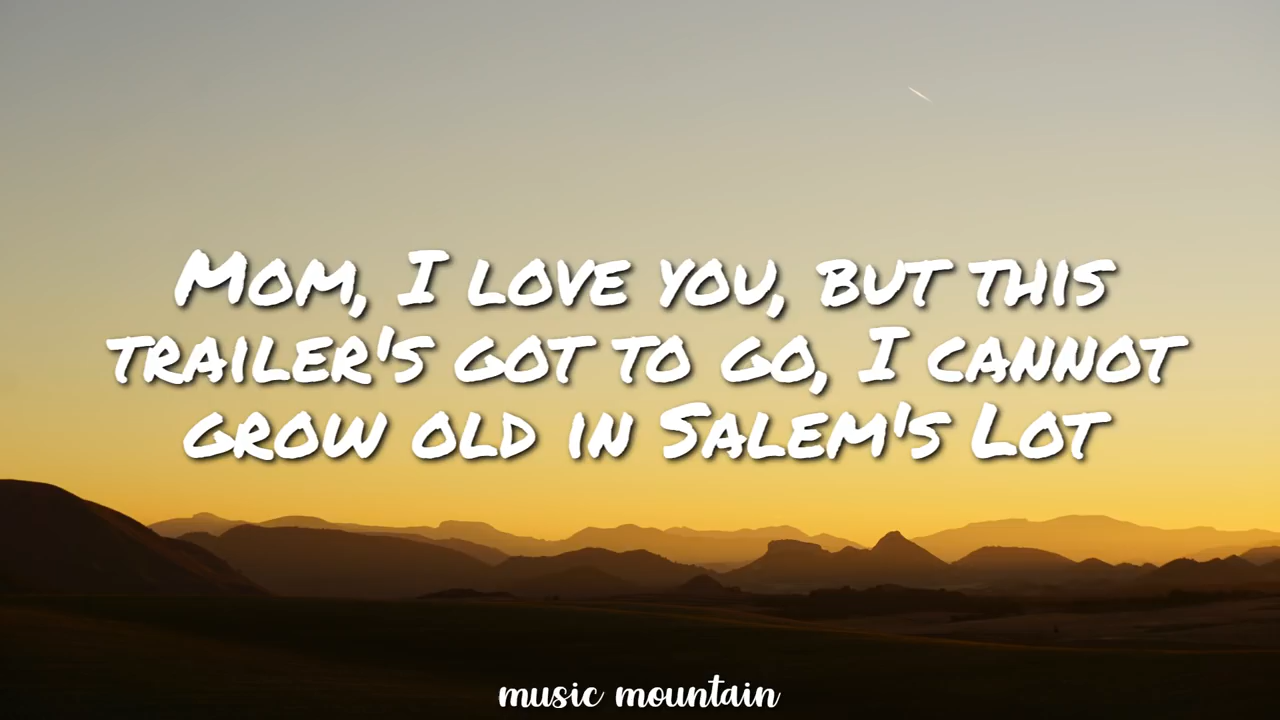 Mom, I love you, but this
trailer's got to go, I cannot
grow old in Salem's Lot
music mountain